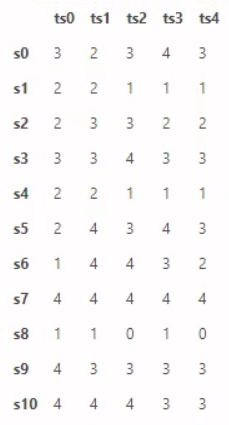 ts0 ts1 ts2 ts3 ts4
s0 3 2 3 4 3
s1 2 2 1 1 1
s2 2 3 3 2 2
s3 3 3 4 3 3
s4 2 2 1 1 1
s5 2 4 3 4 3
s6 1 4 4 3 2
s7 4 4 4 4 4
s8 1 1 0 1 0
s9 4 3 3 3 3
s10 4 4 4 3 3